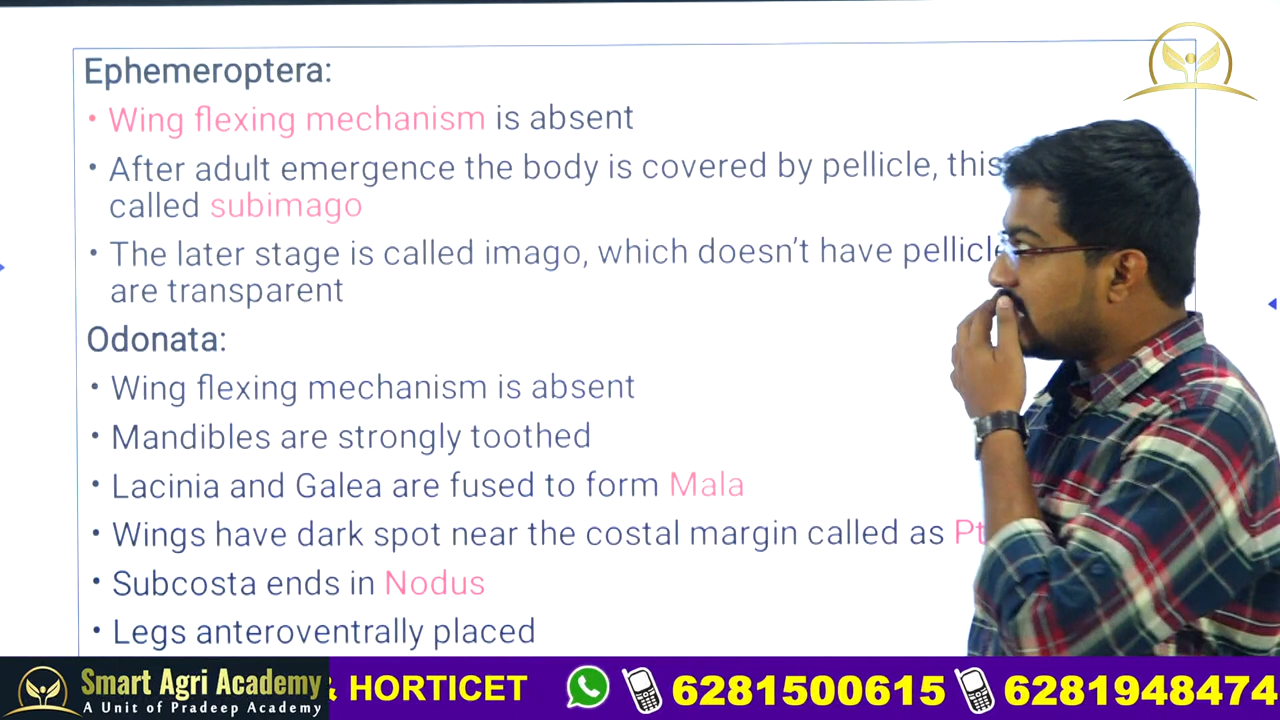 Ephemeroptera:
• Wing flexing mechanism is absent
• After adult emergence the body is covered by pellicle, this
called subimago
• The later stage is called imago, which doesn't have pellicle
are transparent
Odonata:
• Wing flexing mechanism is absent
• Mandibles are strongly toothed
• Lacinia and Galea are fused to form Mala
• Wings have dark spot near the costal margin called as
• Subcosta ends in Nodus
• Legs anteroventrally placed
Smart Agri Academy
A Unit of Pradeep Academy
& HORTICET
6281500615
6281948474